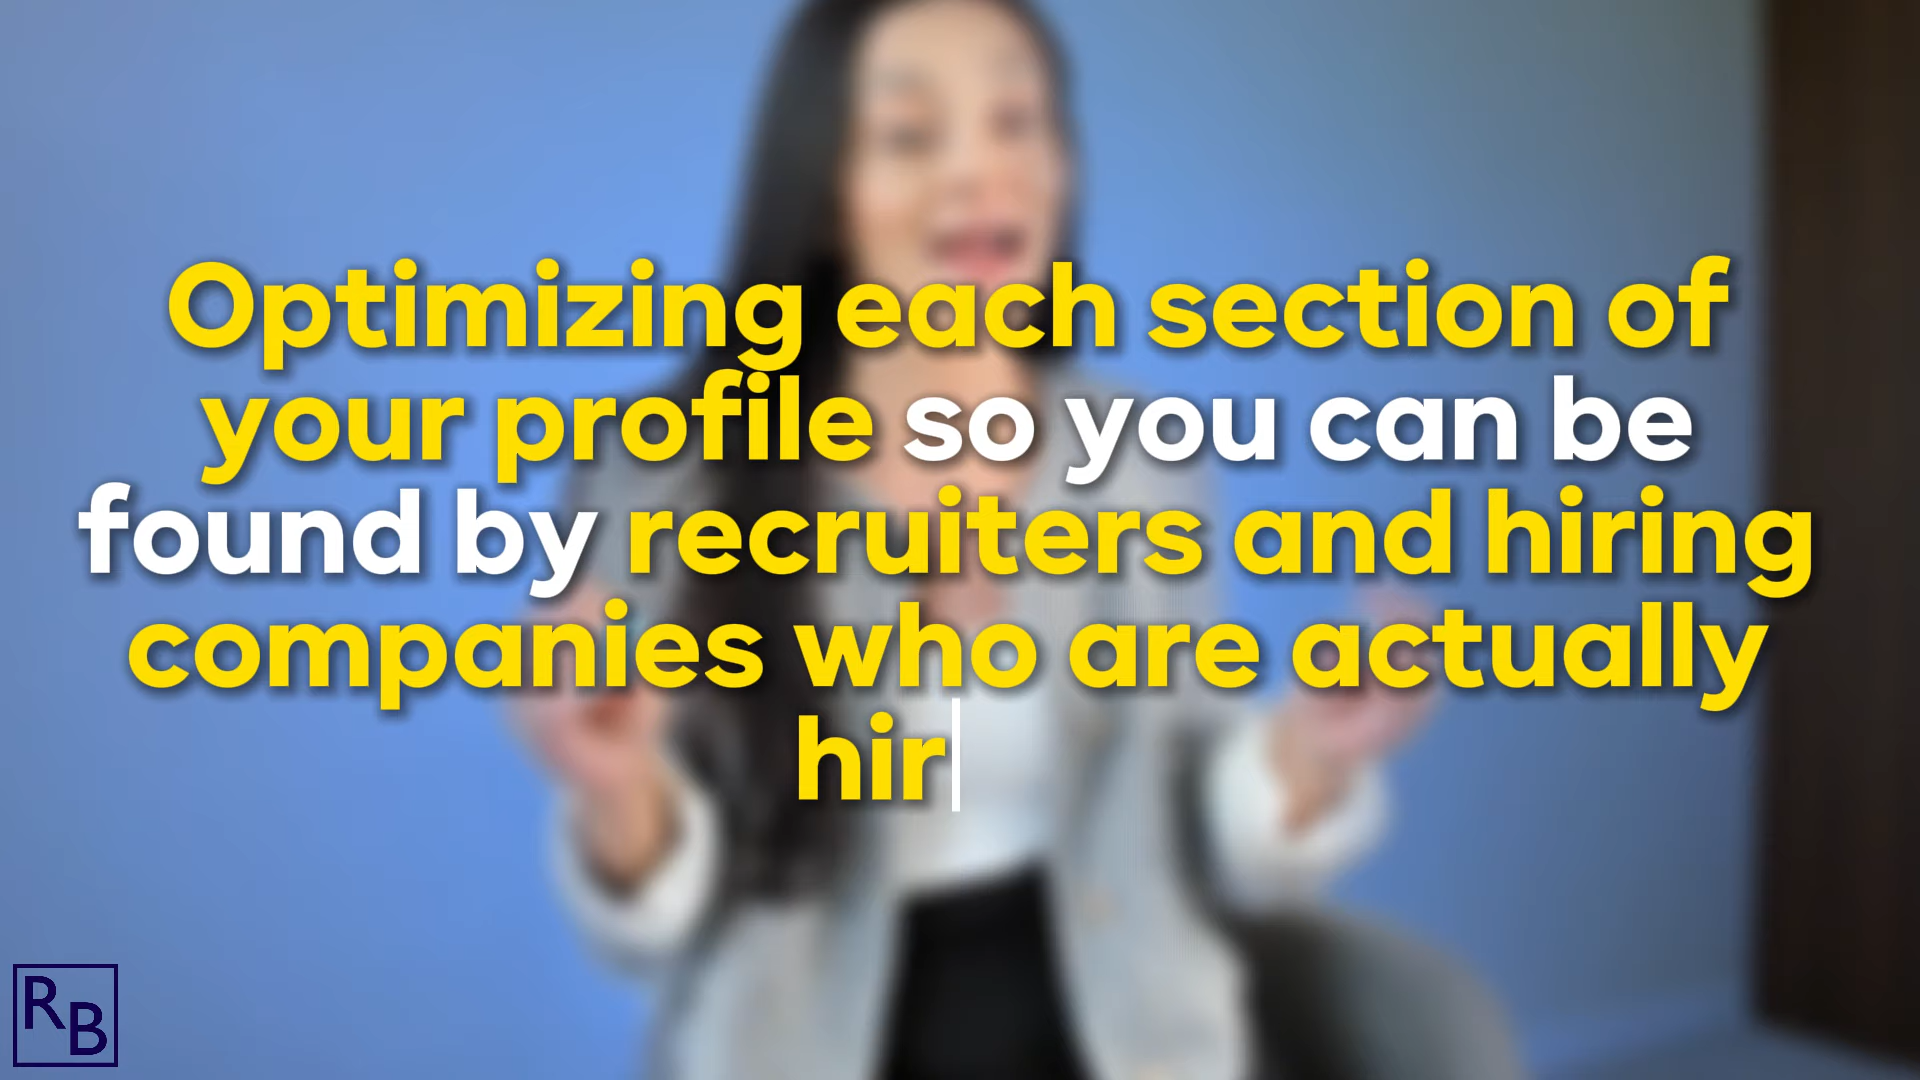 Optimizing each section of
your profile so you can be
found by recruiters and hiring
companies who are actually
hir
RB